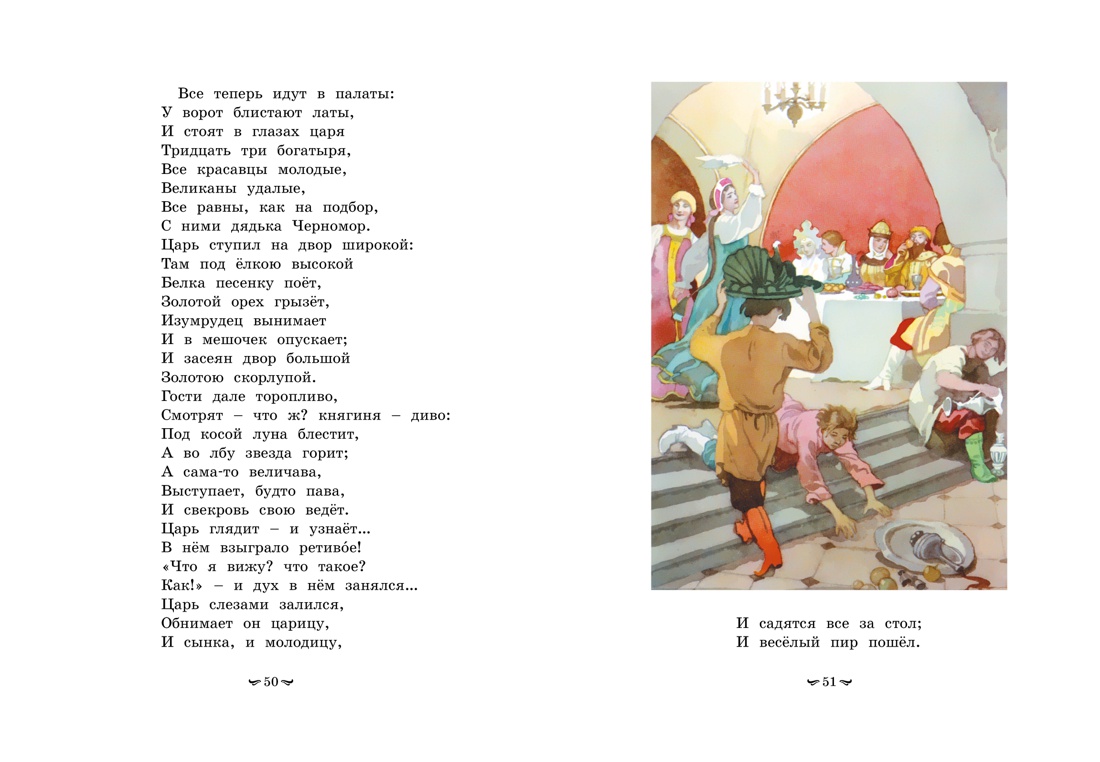 Все теперь идут в палаты:
У ворот блистают латы,
И стоят в глазах царя
Тридцать три богатыря,
Все красавцы молодые,
Великаны удалые,
Все равны, как на подбор,
С ними дядька Черномор.
Царь ступил на двор широкой:
Там под ёлкою высокой
Белка песенку поёт,
Золотой орех грызёт,
Изумрудец вынимает
И в мешочек опускает;
И засеян двор большой
Золотою скорлупой.
Гости дале торопливо,
Смотрят – что ж? княгиня – диво:
Под косой луна блестит,
А во лбу звезда горит;
А сама-то величава,
Выступает, будто пава,
И свекровь свою ведёт.
Царь глядит – и узнаёт...
В нём взыграло ретиво́е!
«Что я вижу? что такое?
Как!» – и дух в нём занялся...
Царь слезами залился,
Обнимает он царицу,
И сынка, и молодицу,
50
И садятся все за стол;
И весёлый пир пошёл.
51